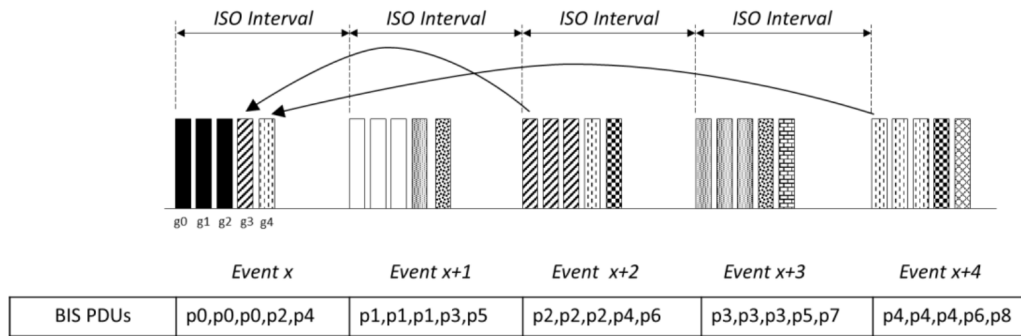 ISO Interval ISO Interval ISO Interval ISO Interval
g0 g1 g2 g3 g4
Event x Event x+1 Event x+2 Event x+3 Event x+4
BIS PDUs p0,p0,p0,p2,p4 p1,p1,p1,p3,p5 p2,p2,p2,p4,p6 p3,p3,p3,p5,p7 p4,p4,p4,p6,p8